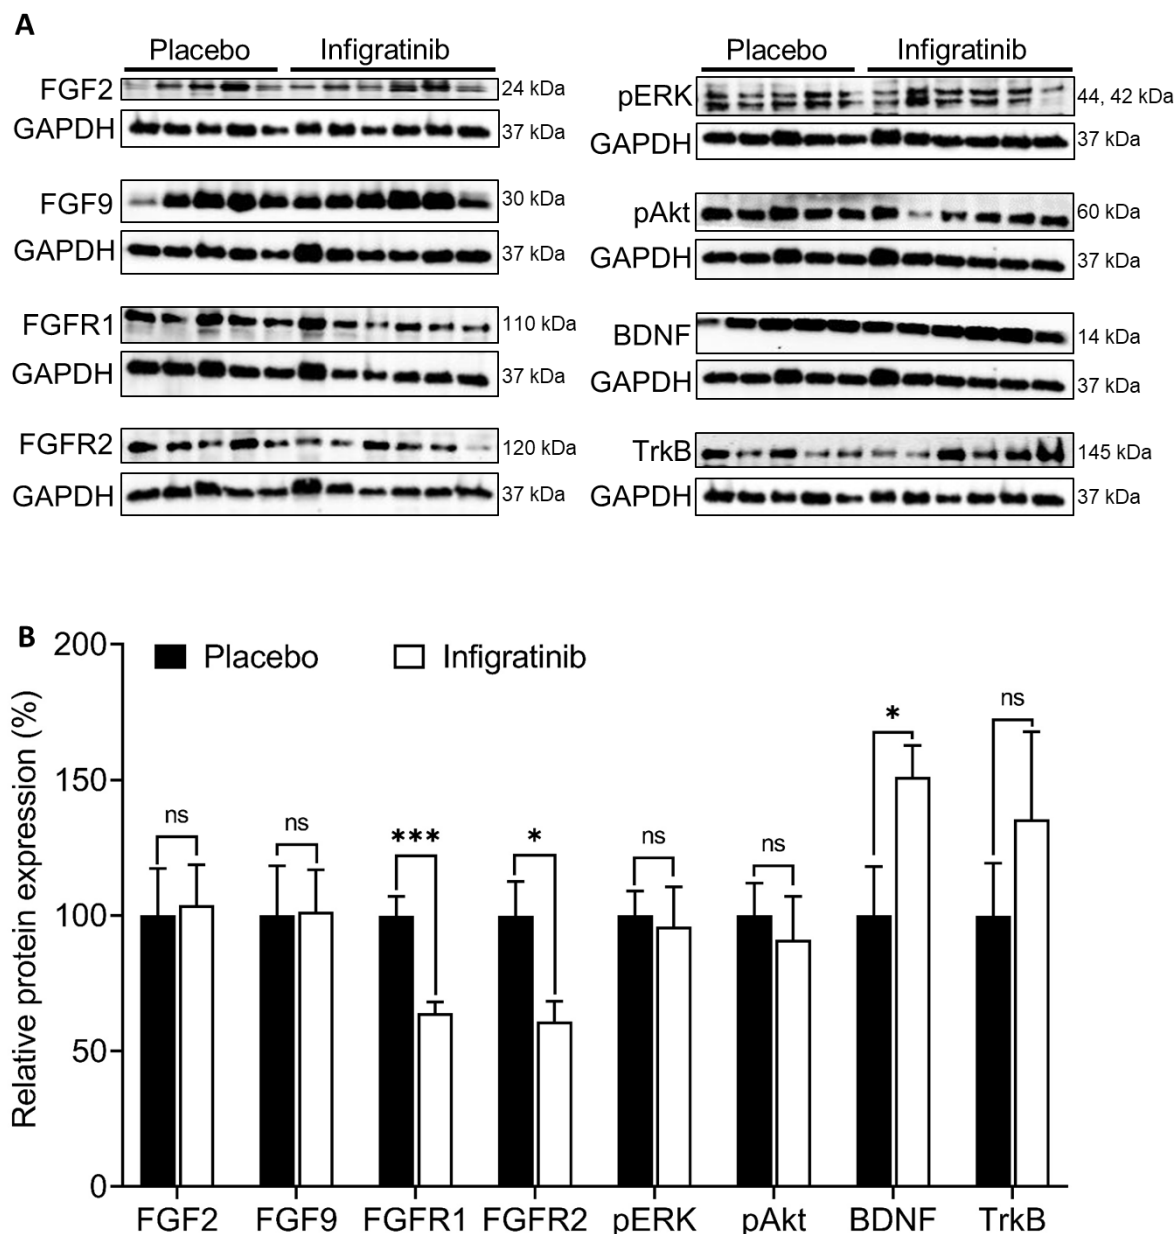 A
Placebo Infigratinib
FGF2 24 kDa
GAPDH 37 kDa
FGF9 30 kDa
GAPDH 37 kDa
FGFR1 110 kDa
GAPDH 37 kDa
FGFR2 120 kDa
GAPDH 37 kDa
Placebo Infigratinib
pERK 44, 42 kDa
GAPDH 37 kDa
pAkt 60 kDa
GAPDH 37 kDa
BDNF 14 kDa
GAPDH 37 kDa
TrkB 145 kDa
GAPDH 37 kDa
B
Placebo Infigratinib
Relative protein expression (%)
200
150
100
50
0
ns ns *** * ns ns * ns
FGF2 FGF9 FGFR1 FGFR2 pERK pAkt BDNF TrkB